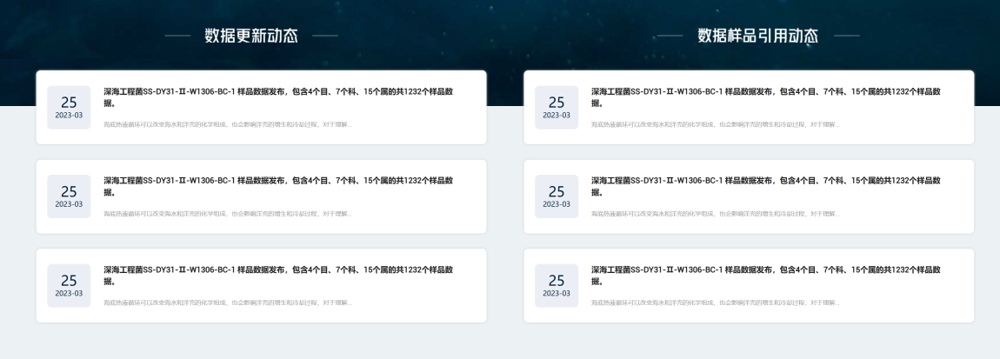 数据更新动态
25
2023-03
深海工程菌SS-DY31-Ⅱ-W1306-BC-1 样品数据发布，包含4个目、7个科、15个属的共1232个样品数
据。
海底热液循环可以改变海水和洋壳的化学组成，也会影响洋壳的增生和冷却过程，对于理解...
25
2023-03
深海工程菌SS-DY31-Ⅱ-W1306-BC-1 样品数据发布，包含4个目、7个科、15个属的共1232个样品数
据。
海底热液循环可以改变海水和洋壳的化学组成，也会影响洋壳的增生和冷却过程，对于理解...
25
2023-03
深海工程菌SS-DY31-Ⅱ-W1306-BC-1 样品数据发布，包含4个目、7个科、15个属的共1232个样品数
据。
海底热液循环可以改变海水和洋壳的化学组成，也会影响洋壳的增生和冷却过程，对于理解...
数据样品引用动态
25
2023-03
深海工程菌SS-DY31-Ⅱ-W1306-BC-1 样品数据发布，包含4个目、7个科、15个属的共1232个样品数
据。
海底热液循环可以改变海水和洋壳的化学组成，也会影响洋壳的增生和冷却过程，对于理解...
25
2023-03
深海工程菌SS-DY31-Ⅱ-W1306-BC-1 样品数据发布，包含4个目、7个科、15个属的共1232个样品数
据。
海底热液循环可以改变海水和洋壳的化学组成，也会影响洋壳的增生和冷却过程，对于理解...
25
2023-03
深海工程菌SS-DY31-Ⅱ-W1306-BC-1 样品数据发布，包含4个目、7个科、15个属的共1232个样品数
据。
海底热液循环可以改变海水和洋壳的化学组成，也会影响洋壳的增生和冷却过程，对于理解...